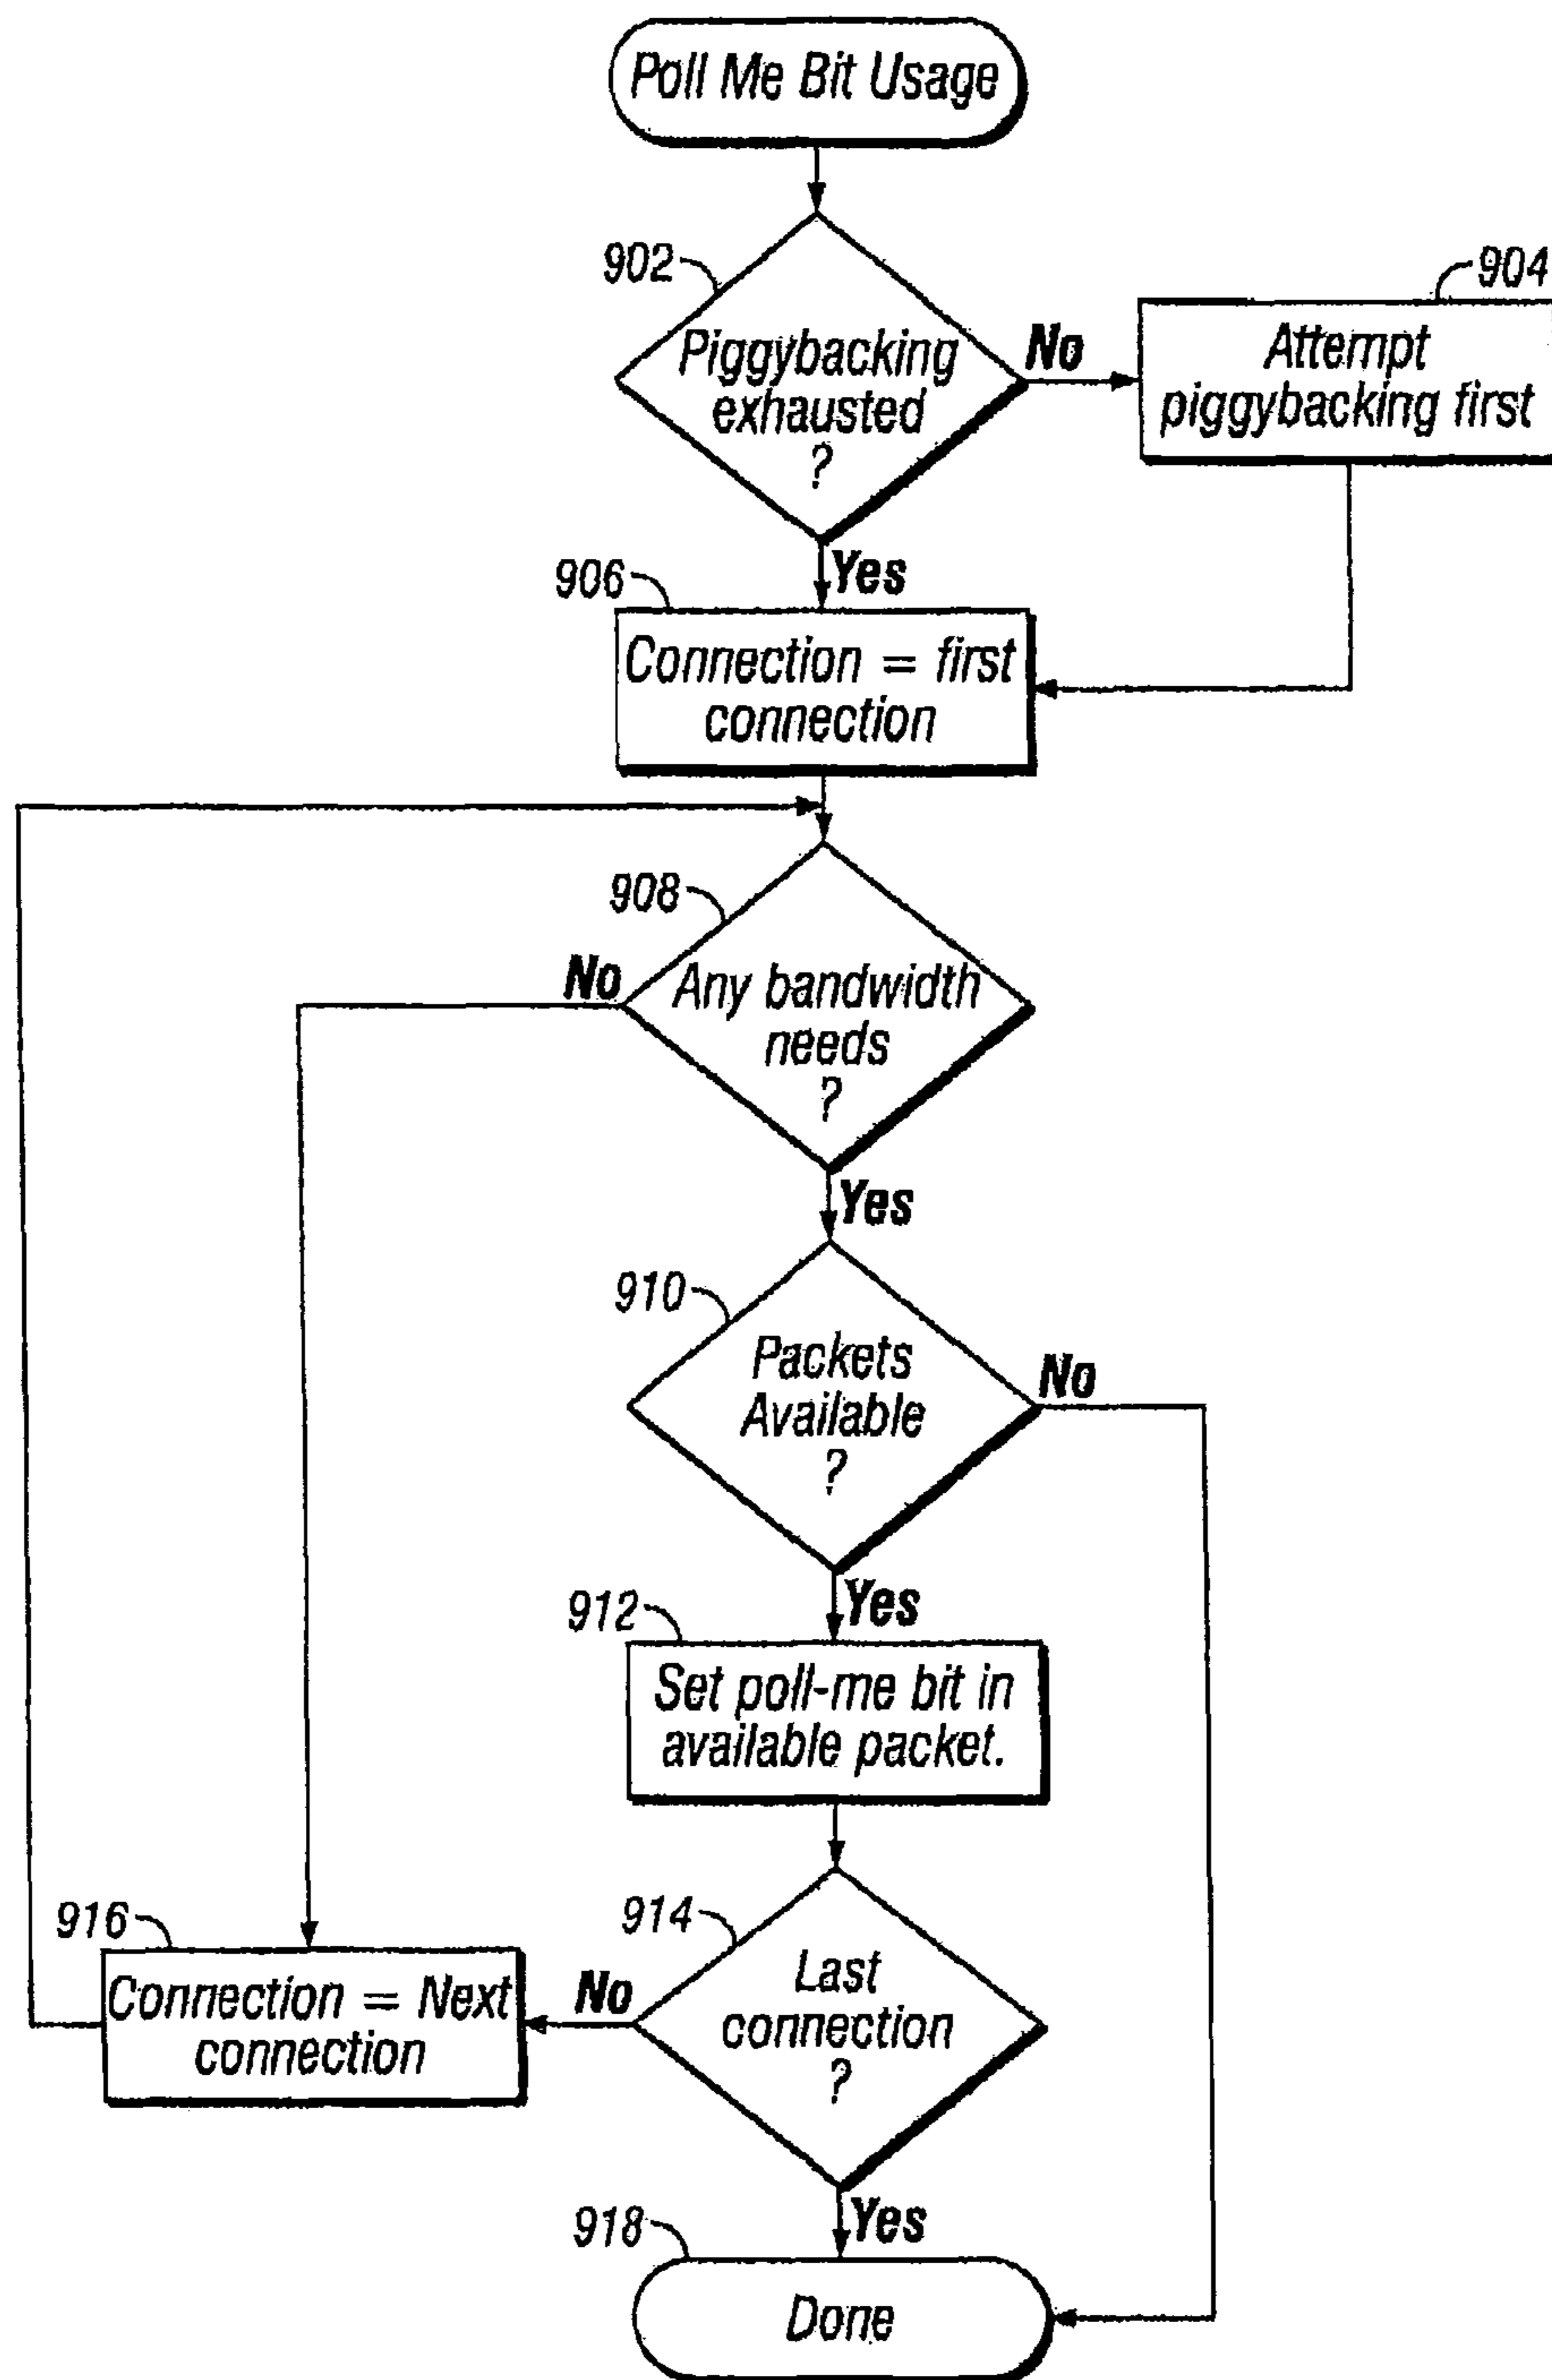 Poll Me Bit Usage
902
904
Piggybacking
exhausted
?
No
Attempt
piggybacking first
Yes
906
Connection = first
connection
908
No
Any bandwidth
needs
?
Yes
910
Packets
Available
?
No
Yes
912
Set poll-me bit in
available packet.
916
Connection = Next
connection
914
No
Last
connection
?
Yes
918
Done